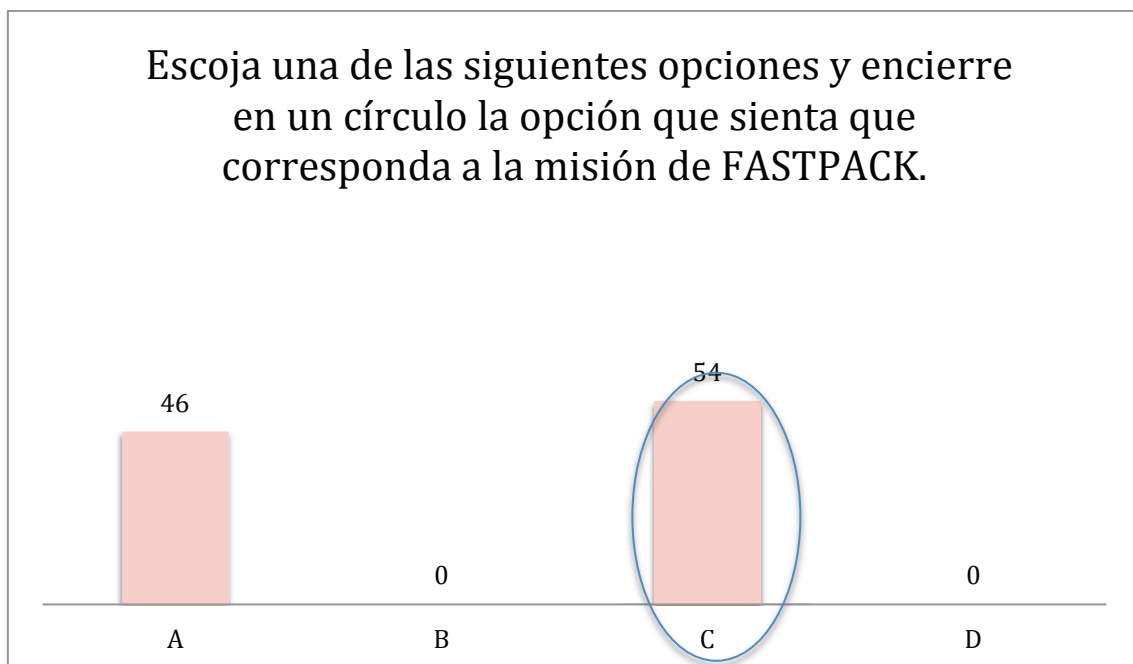 Escoja una de las siguientes opciones y encierre
en un círculo la opción que sienta que
corresponda a la misión de FASTPACK.
46
0
54
0
A
B
C
D